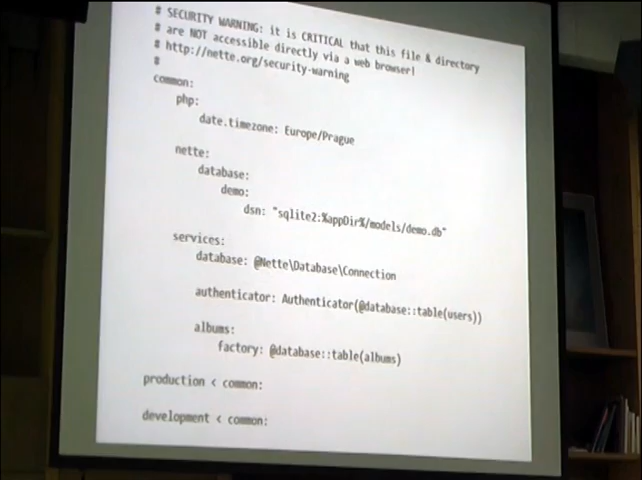 # SECURITY WARNING: it is CRITICAL that this file & directory
# are NOT accessible directly via a web browser!
# http://nette.org/security-warning
#
common:
php:
date.timezone: Europe/Prague
nette:
database:
demo:
dsn: "sqlite2:%appDir%/models/demo.db"
services:
database: @Nette\Database\Connection
authenticator: Authenticator(@database::table(users))
albums:
factory: @database::table(albums)
production < common:
development < common: